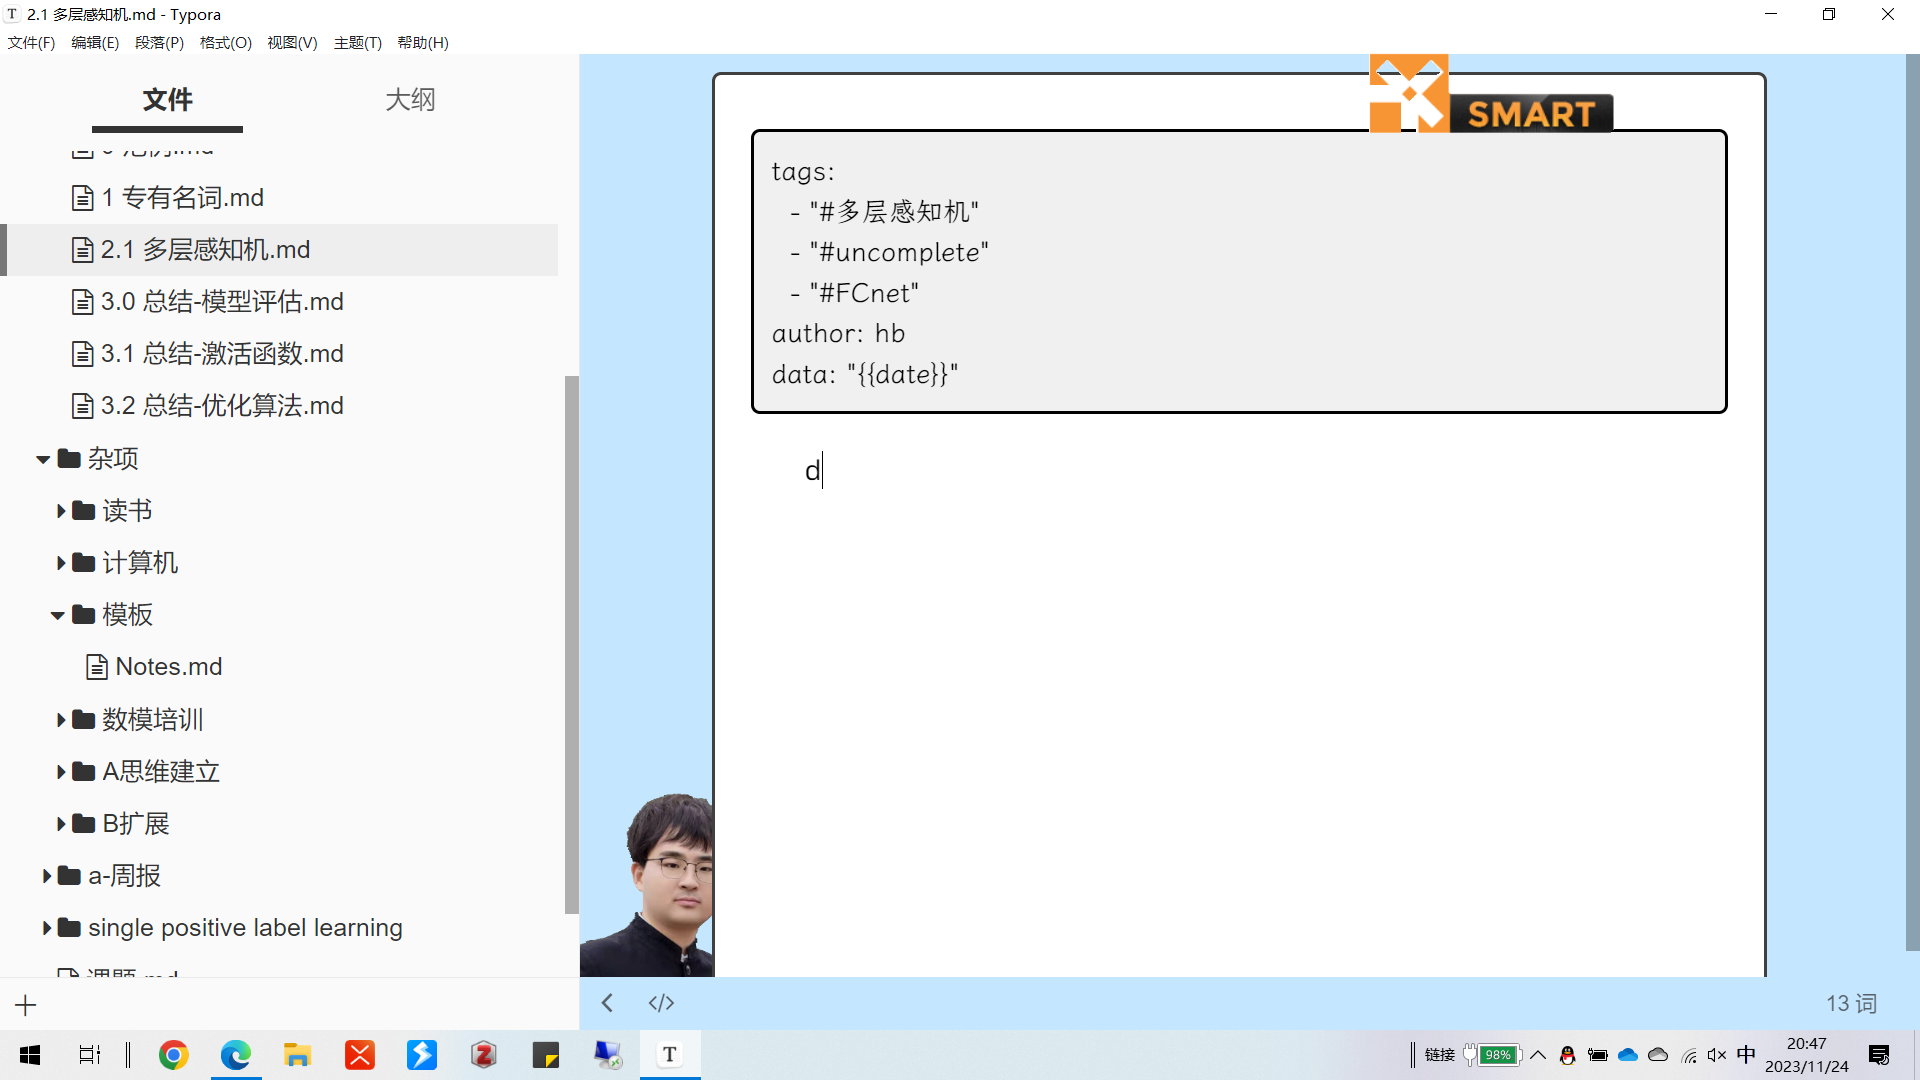 2.1 多层感知机.md - Typora
文件(F) 编辑(E) 段落(P) 格式(O) 视图(V) 主题(T) 帮助(H)
文件 大纲
1 专有名词.md
2.1 多层感知机.md
3.0 总结-模型评估.md
3.1 总结-激活函数.md
3.2 总结-优化算法.md
杂项
读书
计算机
模板
Notes.md
数模培训
A思维建立
B扩展
a-周报
single positive label learning
SMART
tags:
- "#多层感知机"
- "#uncomplete"
- "#FCnet"
author: hb
data: "{{date}}"
d
</> 13 词
链接 98% 中 20:47
2023/11/24